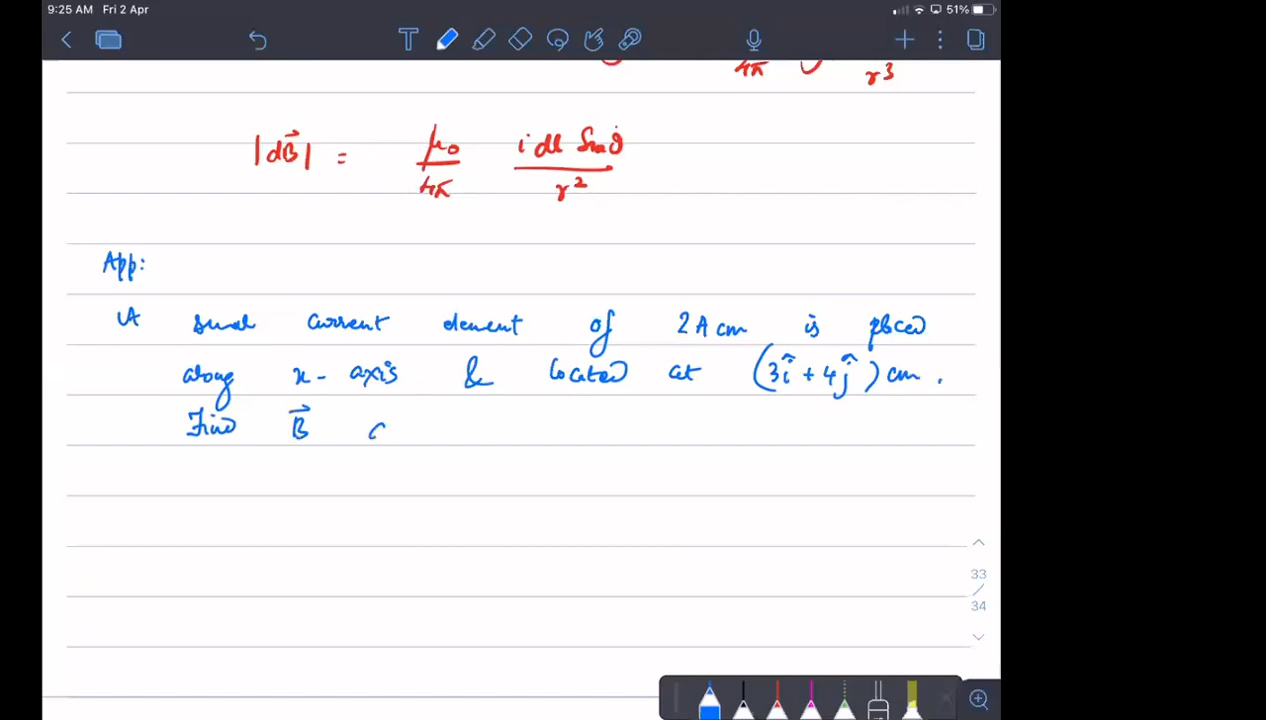 9:25 AM Fri 2 Apr 51%
T
4π r³
|dB⃗| = μ₀/4π i dl Sinθ/r²
App:
A small current element of 2A cm is placed
along x-axis & located at (3î + 4ĵ) cm.
Find B⃗
33
/
34